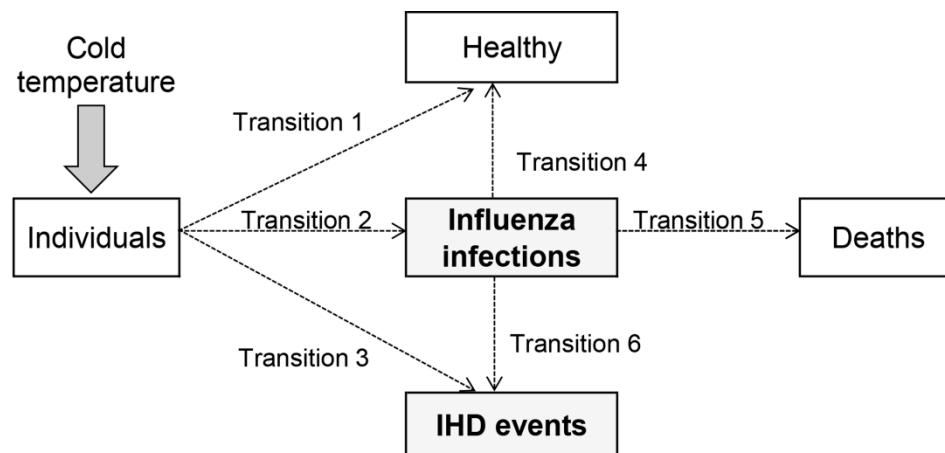 Healthy
Cold
temperature
Transition 1
Transition 4
Individuals
Transition 2
Influenza
infections
Transition 5
Deaths
Transition 3
Transition 6
IHD events